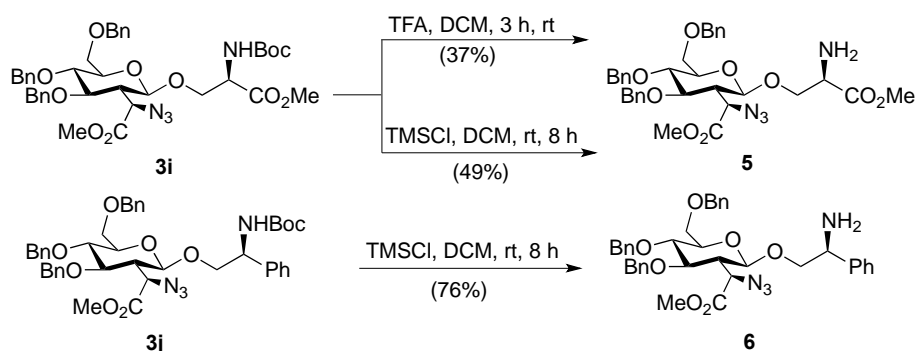 OBn
BnO
BnO
O
O
NHBoc
CO2Me
N3
MeO2C
3i
TFA, DCM, 3 h, rt
(37%)
TMSCl, DCM, rt, 8 h
(49%)
OBn
BnO
BnO
O
O
NH2
CO2Me
N3
MeO2C
5
OBn
BnO
BnO
O
O
NHBoc
Ph
N3
MeO2C
3j
TMSCl, DCM, rt, 8 h
(76%)
OBn
BnO
BnO
O
O
NH2
Ph
N3
MeO2C
6